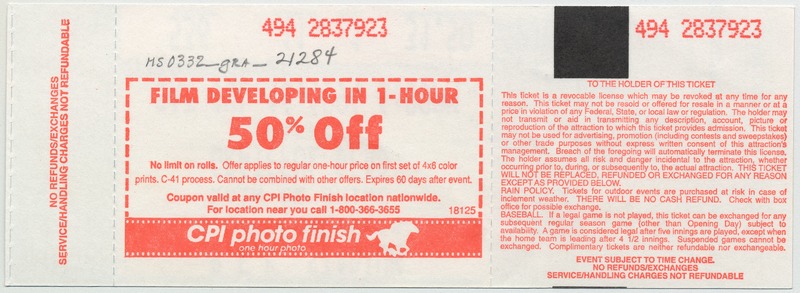 NO REFUNDS/EXCHANGES
SERVICE/HANDLING CHARGES NOT REFUNDABLE
494 2837923
MS0332-GRA-21284
FILM DEVELOPING IN 1-HOUR
50% Off
No limit on rolls. Offer applies to regular one-hour price on first set of 4x6 color
prints. C-41 process. Cannot be combined with other offers. Expires 60 days after event.
Coupon valid at any CPI Photo Finish location nationwide.
For location near you call 1-800-366-3655
18125
CPI photo finish
one hour photo
494 2837923
TO THE HOLDER OF THIS TICKET
This ticket is a revocable license which may be revoked at any time for any
reason. This ticket may not be resold or offered for resale in a manner or at a
price in violation of any Federal, State, or local law or regulation. The holder may
not transmit or aid in transmitting any description, account, picture or
reproduction of the attraction to which this ticket provides admission. This ticket
may not be used for advertising, promotion (including contests and sweepstakes)
or other trade purposes without express written consent of this attraction's
management. Breach of the foregoing will automatically terminate this license.
The holder assumes all risk and danger incidental to the attraction, whether
occurring prior to, during, or subsequently to, the actual attraction. THIS TICKET
WILL NOT BE REPLACED, REFUNDED OR EXCHANGED FOR ANY REASON
EXCEPT AS PROVIDED BELOW.
RAIN POLICY. Tickets for outdoor events are purchased at risk in case of
inclement weather. THERE WILL BE NO CASH REFUND. Check with box
office for possible exchange.
BASEBALL. If a legal game is not played, this ticket can be exchanged for any
subsequent regular season game (other than Opening Day) subject to
availability. A game is considered legal after five innings are played, except when
the home team is leading after 4 1/2 innings. Suspended games cannot be
exchanged. Complimentary tickets are neither refundable nor exchangeable.
EVENT SUBJECT TO TIME CHANGE.
NO REFUNDS/EXCHANGES
SERVICE/HANDLING CHARGES NOT REFUNDABLE